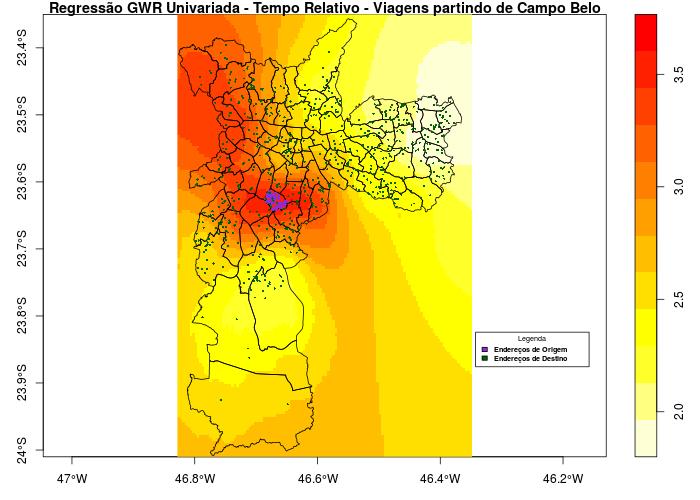 Regressão GWR Univariada - Tempo Relativo - Viagens partindo de Campo Belo
23.4°S
23.5°S
23.6°S
23.7°S
23.8°S
23.9°S
24°S
47°W
46.8°W
46.6°W
46.4°W
46.2°W
Legenda
Endereços de Origem
Endereços de Destino
3.5
3.0
2.5
2.0